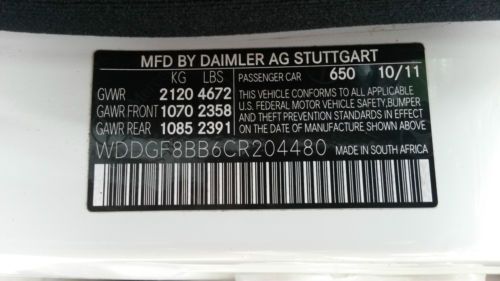 MFD BY DAIMLER AG STUTTGART
KG LBS PASSENGER CAR 650 10/11
GVWR 2120 4672 THIS VEHICLE CONFORMS TO ALL APPLICABLE
GAWR FRONT 1070 2358 U.S. FEDERAL MOTOR VEHICLE SAFETY, BUMPER
GAWR REAR 1085 2391 AND THEFT PREVENTION STANDARDS IN EFFECT
ON THE DATE OF MANUFACTURE SHOWN ABOVE.
WDDGF8BB6CR204480 MADE IN SOUTH AFRICA